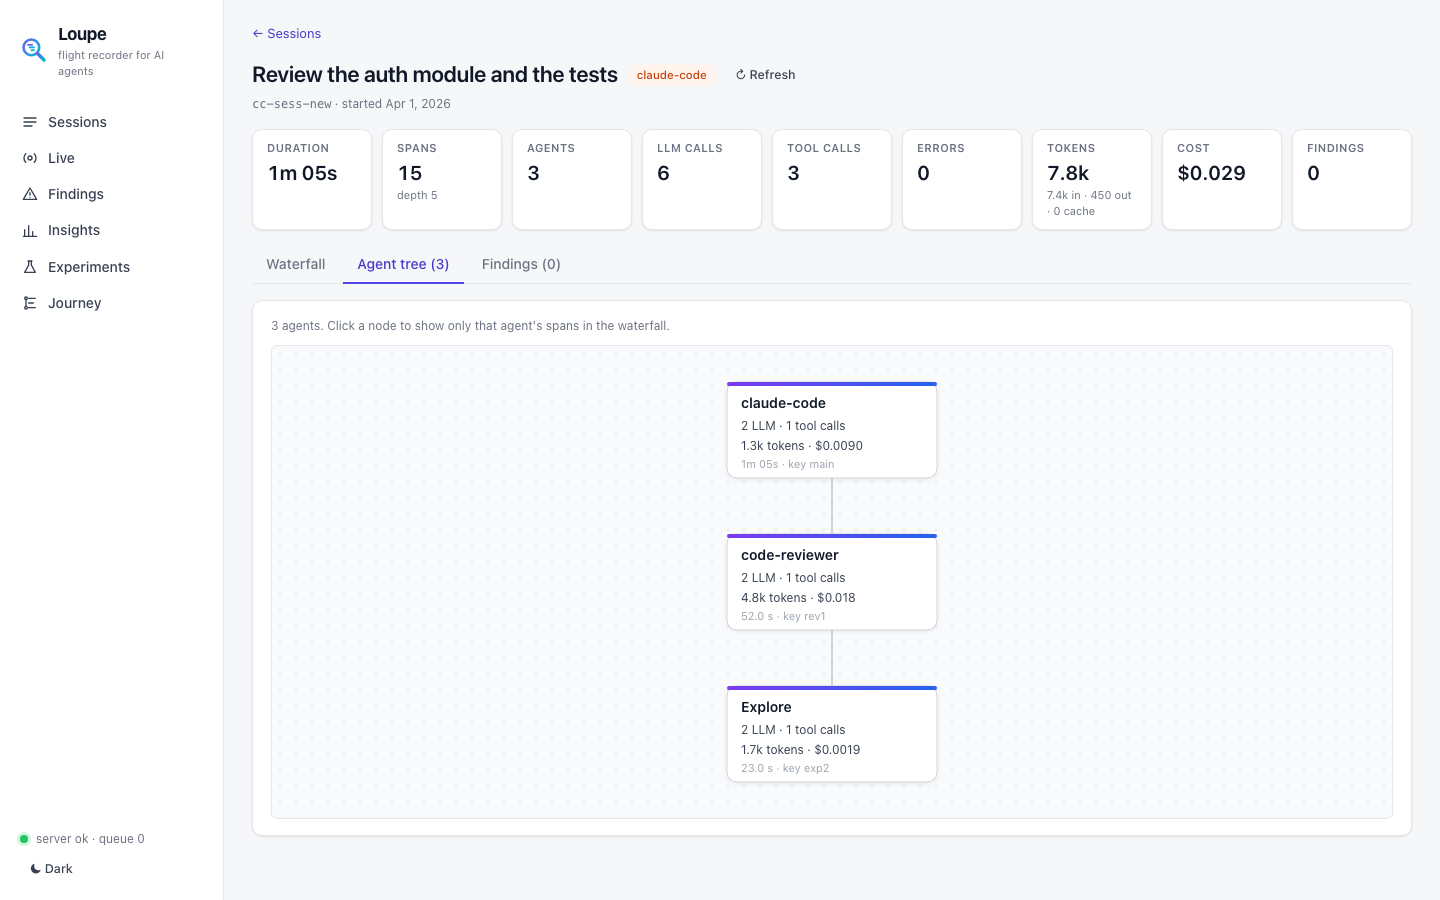 Loupe
flight recorder for AI
agents
Sessions
Live
Findings
Insights
Experiments
Journey
server ok · queue 0
Dark
← Sessions
Review the auth module and the tests claude-code ↻ Refresh
cc-sess-new · started Apr 1, 2026
DURATION
1m 05s
SPANS
15
depth 5
AGENTS
3
LLM CALLS
6
TOOL CALLS
3
ERRORS
0
TOKENS
7.8k
7.4k in · 450 out
· 0 cache
COST
$0.029
FINDINGS
0
Waterfall Agent tree (3) Findings (0)
3 agents. Click a node to show only that agent's spans in the waterfall.
claude-code
2 LLM · 1 tool calls
1.3k tokens · $0.0090
1m 05s · key main
code-reviewer
2 LLM · 1 tool calls
4.8k tokens · $0.018
52.0 s · key rev1
Explore
2 LLM · 1 tool calls
1.7k tokens · $0.0019
23.0 s · key exp2